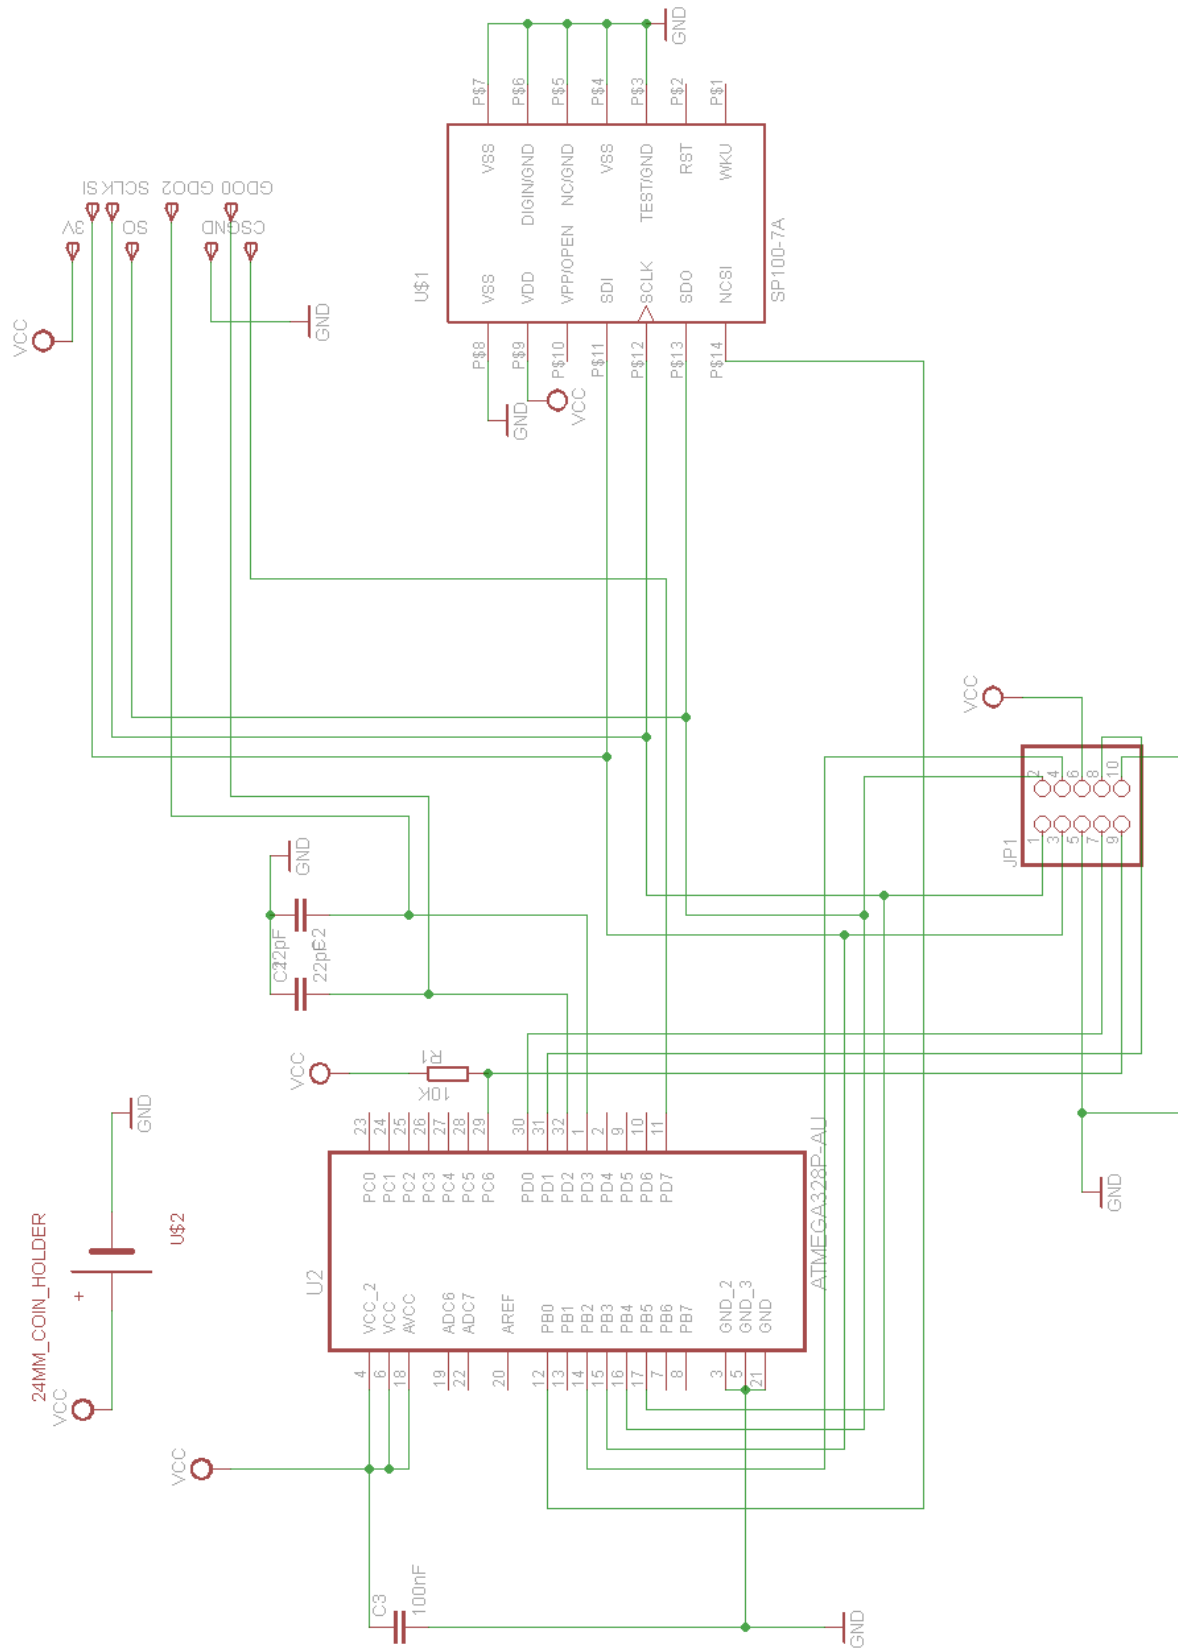 GND
P$7
P$6
P$5
P$4
P$3
P$2
P$1
VSS
DIGIN/GND
NC/GND
VSS
TEST/GND
RST
WKU
U$1
SP100-7A
VSS
VDD
VPP/OPEN
SDI
SCLK
SDO
NCSI
P$8
P$9
P$10
P$11
P$12
P$13
P$14
GND
VCC
3V
SI
SCLK
SO
GDO2
GND
GDO0
CS
VCC
GND
VCC
JP1
2
4
6
8
10
1
3
5
7
9
GND
GND
22pF
C2
22pF
VCC
R1
10K
23
24
25
26
27
28
29
30
31
32
1
2
9
10
11
PC0
PC1
PC2
PC3
PC4
PC5
PC6
PD0
PD1
PD2
PD3
PD4
PD5
PD6
PD7
U2
ATMEGA328P-AU
VCC_2
VCC
AVCC
ADC6
ADC7
AREF
PB0
PB1
PB2
PB3
PB4
PB5
PB6
PB7
GND_2
GND_3
GND
4
6
18
19
22
20
12
13
14
15
16
17
7
8
3
5
21
GND
24MM_COIN_HOLDER
U$2
+
VCC
VCC
C3
100nF
GND